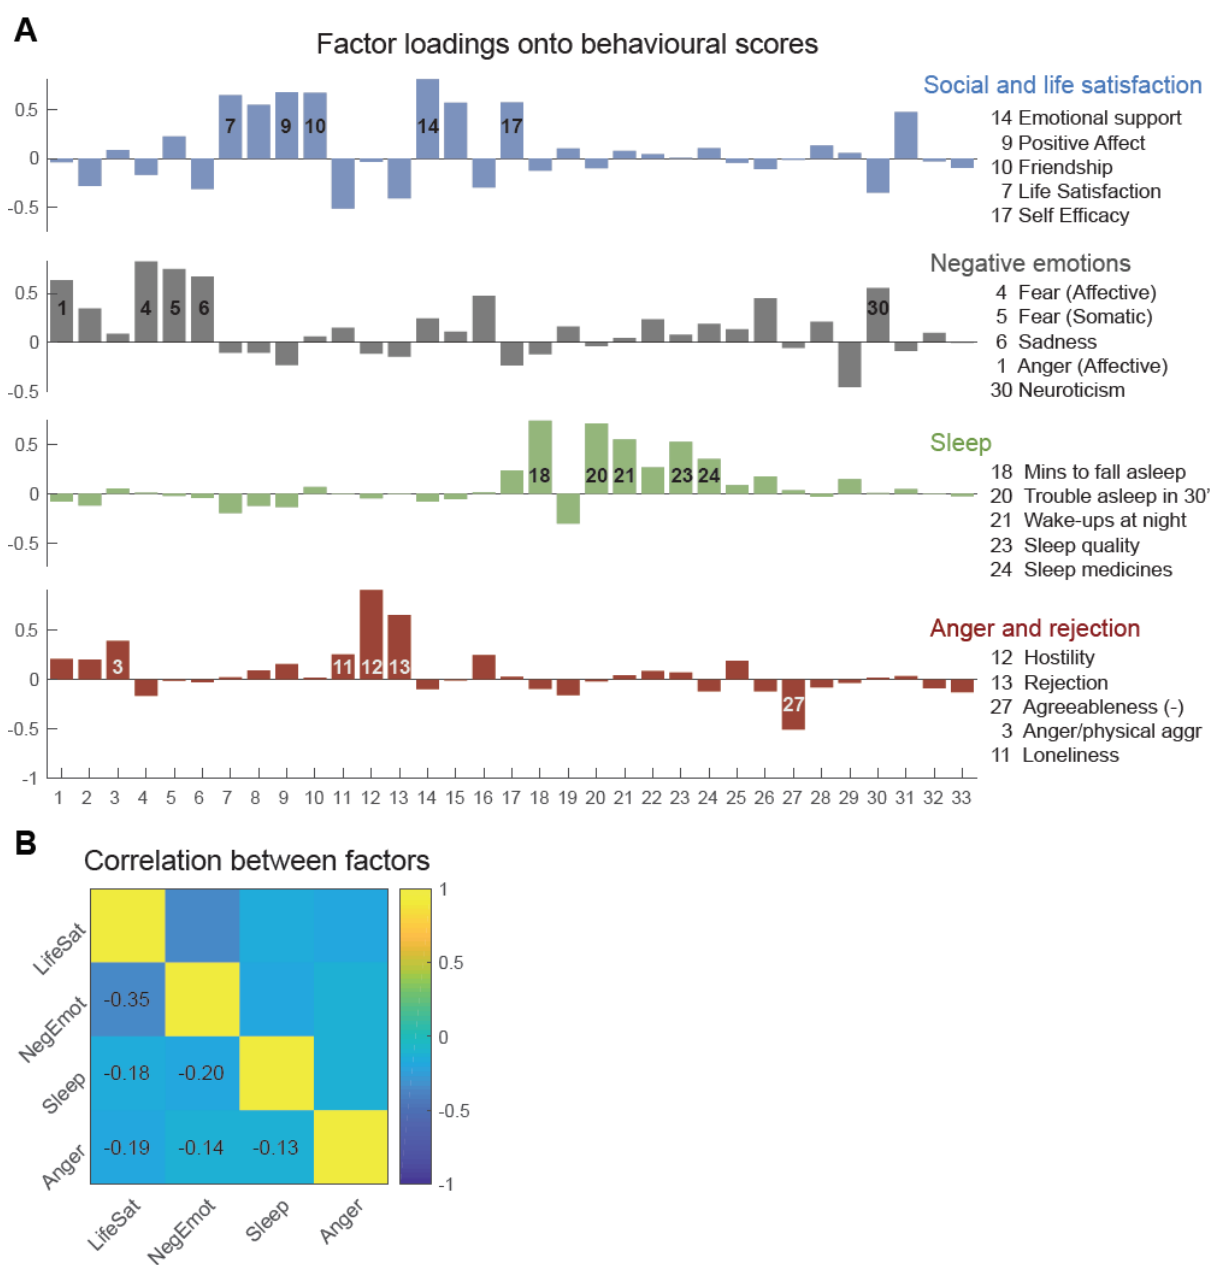 A
Factor loadings onto behavioural scores
Social and life satisfaction
0.5
0
-0.5
7 9 10 14 17
14 Emotional support
9 Positive Affect
10 Friendship
7 Life Satisfaction
17 Self Efficacy
Negative emotions
0.5
0
-0.5
1 4 5 6 30
4 Fear (Affective)
5 Fear (Somatic)
6 Sadness
1 Anger (Affective)
30 Neuroticism
Sleep
0.5
0
-0.5
18 20 21 23 24
18 Mins to fall asleep
20 Trouble asleep in 30'
21 Wake-ups at night
23 Sleep quality
24 Sleep medicines
Anger and rejection
0.5
0
-0.5
-1
3 11 12 13 27
12 Hostility
13 Rejection
27 Agreeableness (-)
3 Anger/physical aggr
11 Loneliness
1 2 3 4 5 6 7 8 9 10 11 12 13 14 15 16 17 18 19 20 21 22 23 24 25 26 27 28 29 30 31 32 33
B
Correlation between factors
LifeSat
NegEmot
Sleep
Anger
-0.35
-0.18 -0.20
-0.19 -0.14 -0.13
LifeSat NegEmot Sleep Anger
1
0.5
0
-0.5
-1